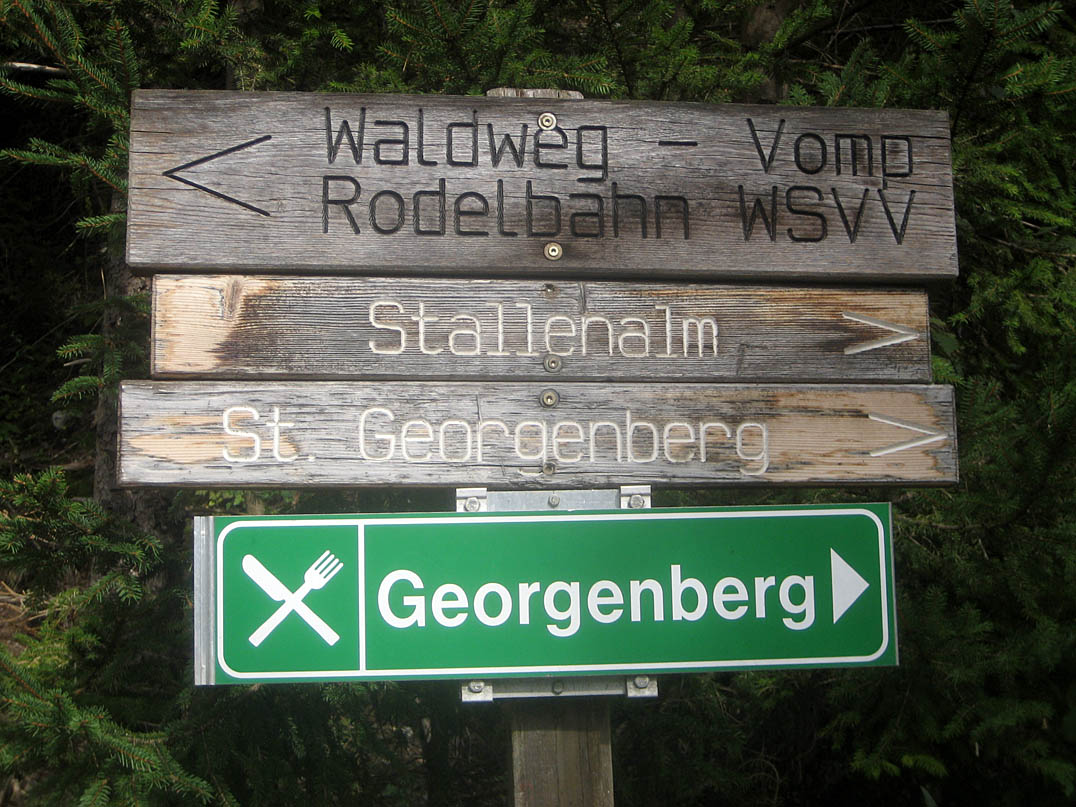 Waldweg - Vomp
Rodelbahn WSVV
Stallenalm
St. Georgenberg
Georgenberg